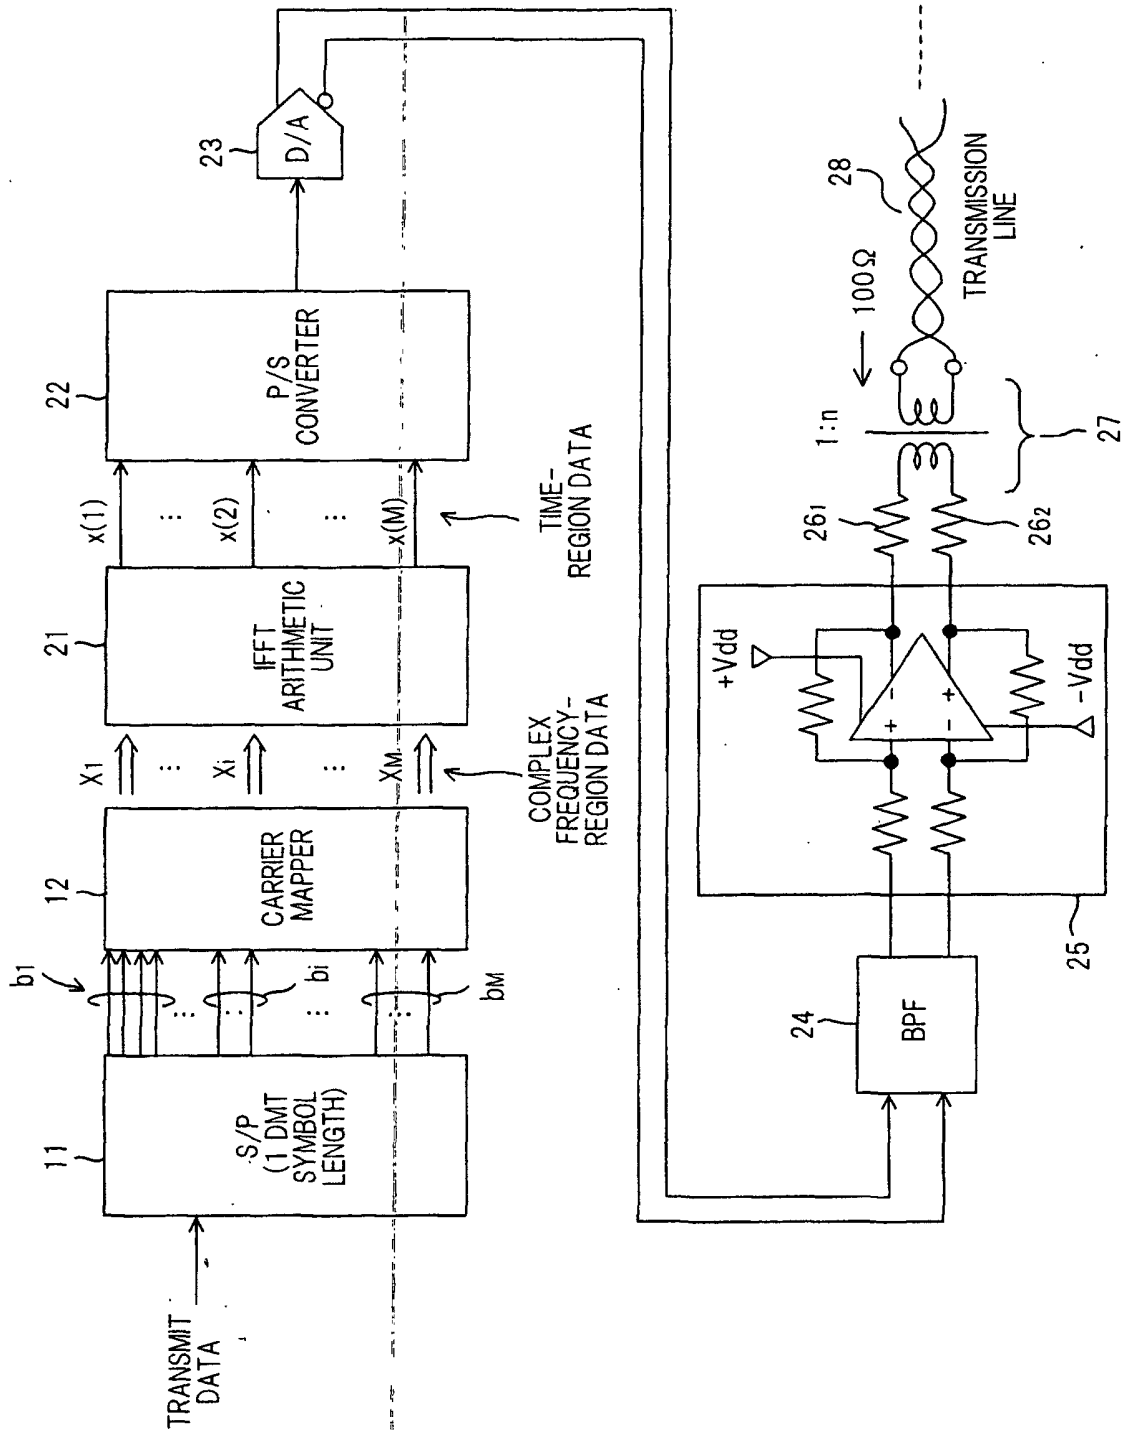 TRANSMIT
DATA
11
S/P
(1 DMT
SYMBOL
LENGTH)
b1
...
bi
...
bM
...
12
CARRIER
MAPPER
X1
...
Xi
...
XM
COMPLEX
FREQUENCY-
REGION DATA
21
IFFT
ARITHMETIC
UNIT
x(1)
...
x(2)
...
x(M)
TIME-
REGION DATA
22
P/S
CONVERTER
23
D/A
24
BPF
25
+Vdd
+ -
- +
-Vdd
261
262
1:n
27
100Ω
28
TRANSMISSION
LINE